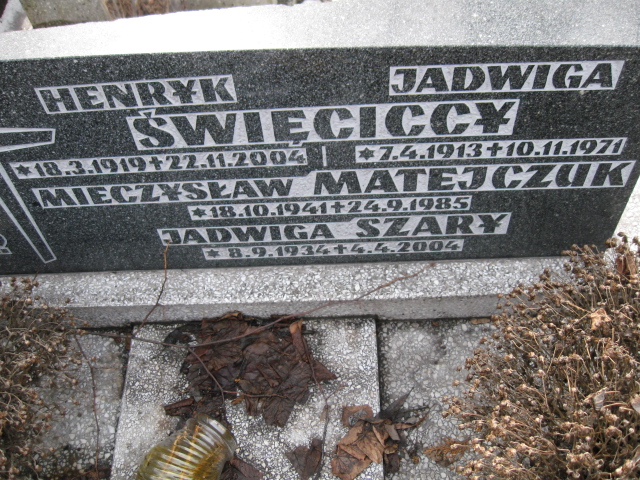 HENRYK JADWIGA
ŚWIĘCICCY
*18.3.1919+22.11.2004 *7.4.1913+10.11.1971
MIECZYSŁAW MATEJCZUK
*18.10.1941+24.9.1985
JADWIGA SZARY
*8.9.1934+4.4.2004